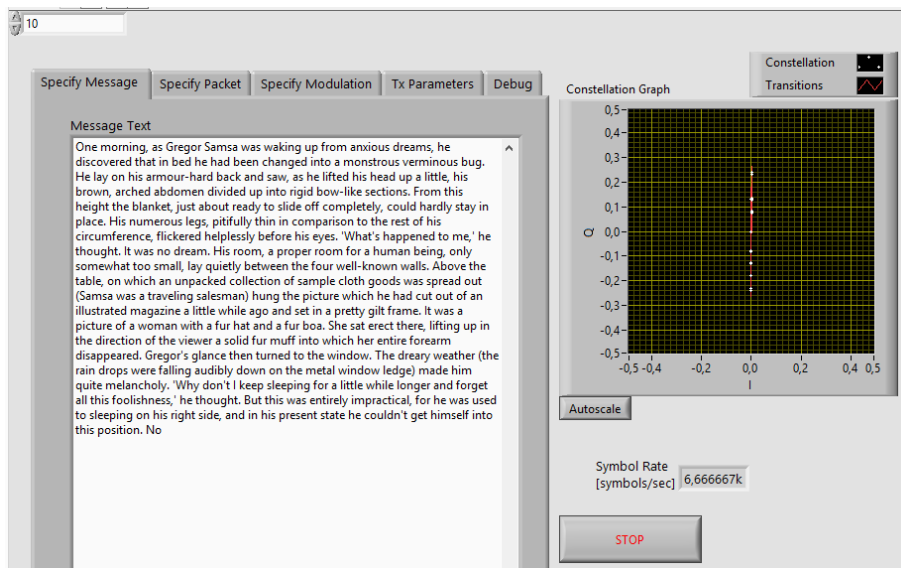 10
Specify Message
Specify Packet
Specify Modulation
Tx Parameters
Debug
Message Text
One morning, as Gregor Samsa was waking up from anxious dreams, he
discovered that in bed he had been changed into a monstrous verminous bug.
He lay on his armour-hard back and saw, as he lifted his head up a little, his
brown, arched abdomen divided up into rigid bow-like sections. From this
height the blanket, just about ready to slide off completely, could hardly stay in
place. His numerous legs, pitifully thin in comparison to the rest of his
circumference, flickered helplessly before his eyes. 'What's happened to me,' he
thought. It was no dream. His room, a proper room for a human being, only
somewhat too small, lay quietly between the four well-known walls. Above the
table, on which an unpacked collection of sample cloth goods was spread out
(Samsa was a traveling salesman) hung the picture which he had cut out of an
illustrated magazine a little while ago and set in a pretty gilt frame. It was a
picture of a woman with a fur hat and a fur boa. She sat erect there, lifting up in
the direction of the viewer a solid fur muff into which her entire forearm
disappeared. Gregor's glance then turned to the window. The dreary weather (the
rain drops were falling audibly down on the metal window ledge) made him
quite melancholy. 'Why don't I keep sleeping for a little while longer and forget
all this foolishness,' he thought. But this was entirely impractical, for he was used
to sleeping on his right side, and in his present state he couldn't get himself into
this position. No
Constellation
Transitions
Constellation Graph
0,5
0,4
0,3
0,2
0,1
0,0
-0,1
-0,2
-0,3
-0,4
-0,5
Q
-0,5 -0,4 -0,2 0,0 0,2 0,4 0,5
I
Autoscale
Symbol Rate
[symbols/sec] 6,666667k
STOP